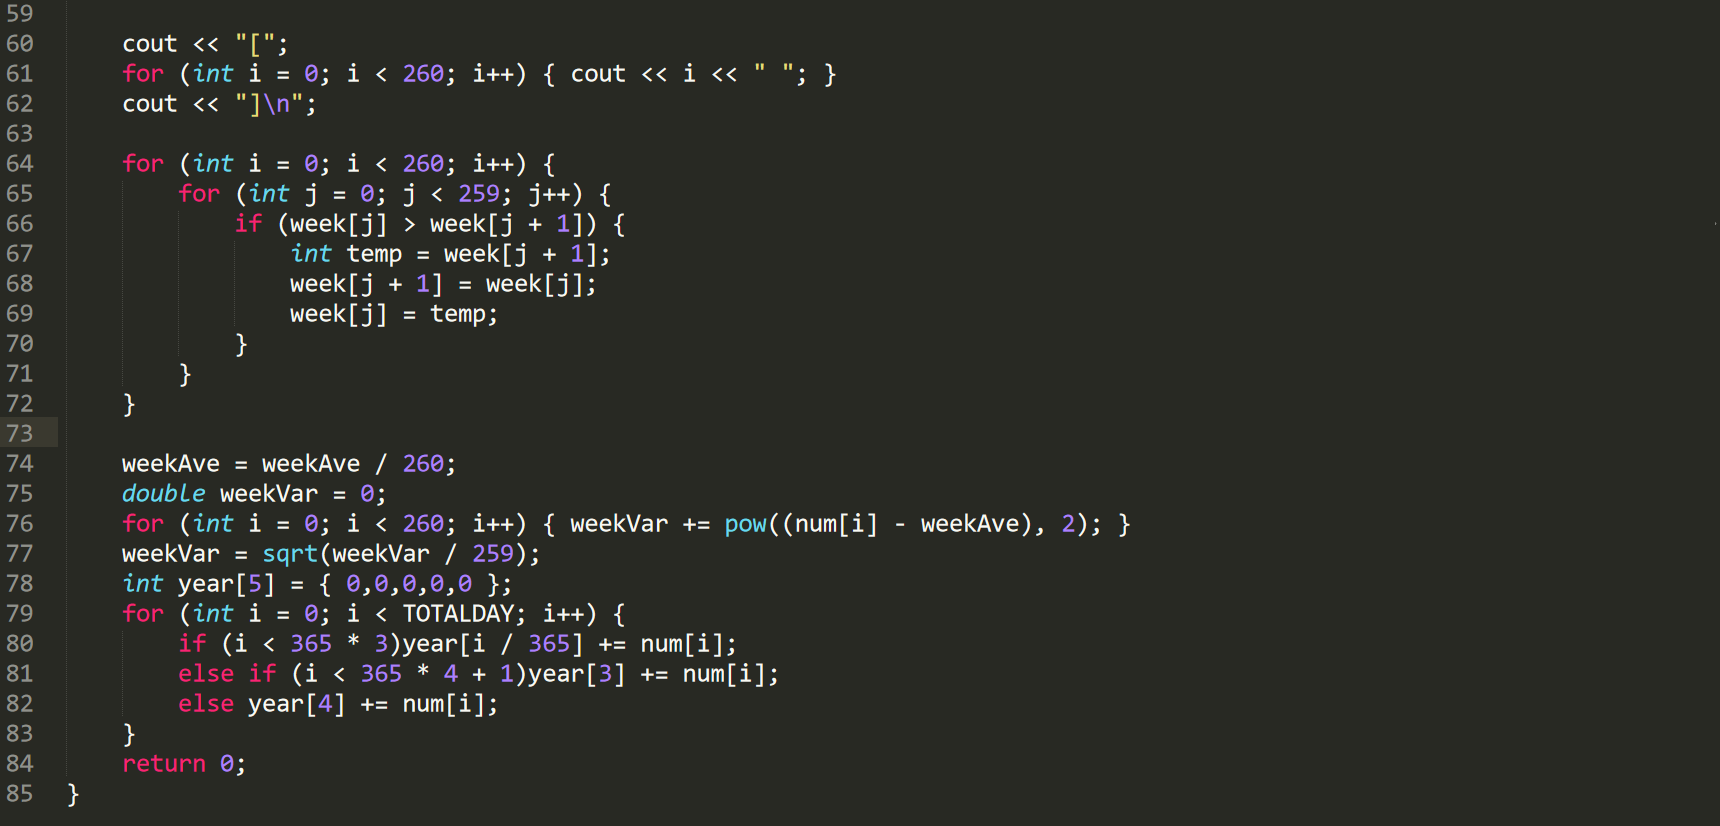 59
60 cout << "[";
61 for (int i = 0; i < 260; i++) { cout << i << " "; }
62 cout << "]\n";
63
64 for (int i = 0; i < 260; i++) {
65 for (int j = 0; j < 259; j++) {
66 if (week[j] > week[j + 1]) {
67 int temp = week[j + 1];
68 week[j + 1] = week[j];
69 week[j] = temp;
70 }
71 }
72 }
73
74 weekAve = weekAve / 260;
75 double weekVar = 0;
76 for (int i = 0; i < 260; i++) { weekVar += pow((num[i] - weekAve), 2); }
77 weekVar = sqrt(weekVar / 259);
78 int year[5] = { 0,0,0,0,0 };
79 for (int i = 0; i < TOTALDAY; i++) {
80 if (i < 365 * 3)year[i / 365] += num[i];
81 else if (i < 365 * 4 + 1)year[3] += num[i];
82 else year[4] += num[i];
83 }
84 return 0;
85 }